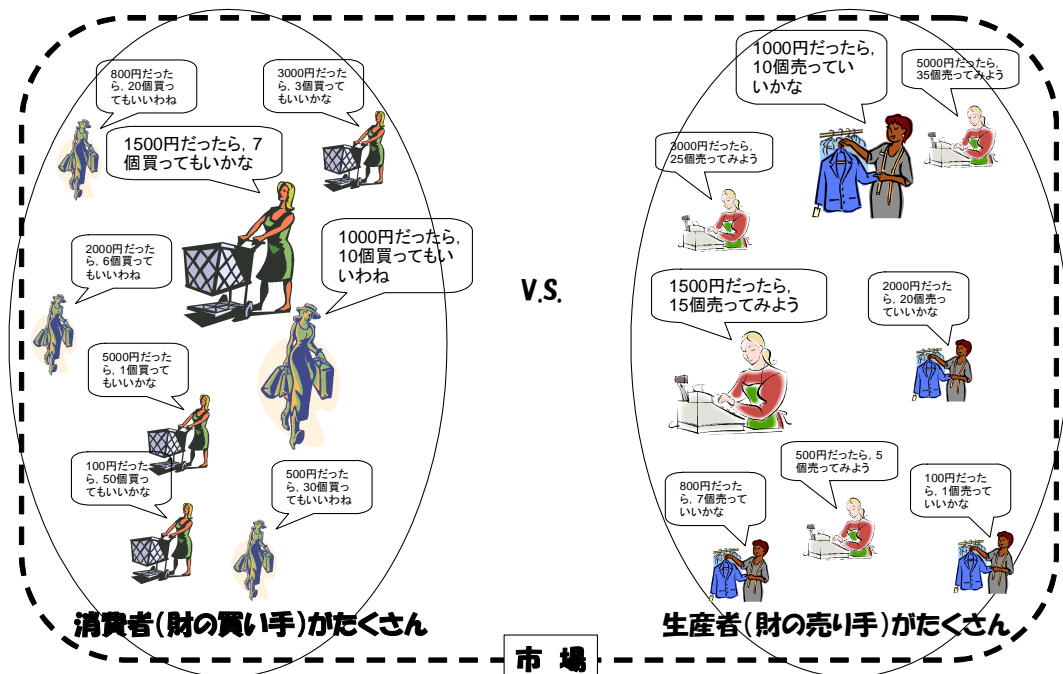 800円だった
ら，20個買っ
てもいいわね
3000円だった
ら，3個買って
もいいかな
1500円だったら，7
個買ってもいかな
1000円だったら，
10個買ってもい
いわね
2000円だった
ら，6個買って
もいいわね
5000円だった
ら，1個買って
もいいかな
100円だった
ら，50個買っ
てもいいかな
500円だった
ら，30個買っ
てもいいわね
消費者（財の買い手）がたくさん
V.S.
1000円だったら，
10個売ってい
いかな
5000円だったら，
35個売ってみよう
3000円だったら，
25個売ってみよう
1500円だったら，
15個売ってみよう
2000円だった
ら，20個売っ
ていいかな
500円だったら，5
個売ってみよう
800円だった
ら，7個売って
いいかな
100円だった
ら，1個売って
いいかな
生産者（財の売り手）がたくさん
市 場